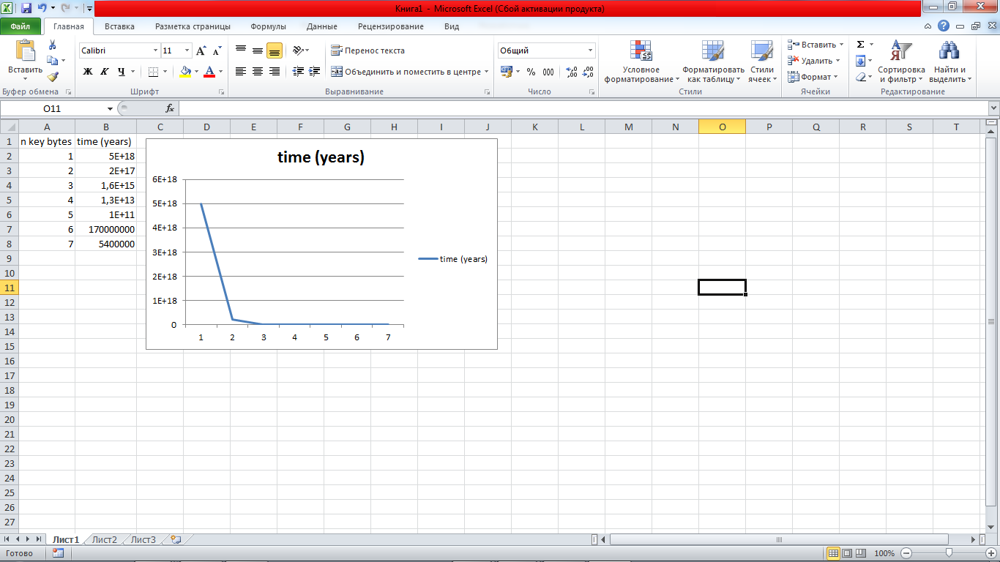 Книга1 - Microsoft Excel (Сбой активации продукта)
Файл Главная Вставка Разметка страницы Формулы Данные Рецензирование Вид
Вставить
Буфер обмена
Calibri 11
Ж К Ч А
Шрифт
Перенос текста
Объединить и поместить в центре
Выравнивание
Общий
% 000
Число
Условное форматирование
Форматировать как таблицу
Стили ячеек
Стили
Вставить
Удалить
Формат
Ячейки
Σ
Сортировка и фильтр
Найти и выделить
Редактирование
O11 fx
A B C D E F G H I J K L M N O P Q R S T
1 n key bytes time (years)
2 1 5E+18
3 2 2E+17
4 3 1,6E+15
5 4 1,3E+13
6 5 1E+11
7 6 170000000
8 7 5400000
9
10
11
12
13
14
15
16
17
18
19
20
21
22
23
24
25
26
27
time (years)
6E+18
5E+18
4E+18
3E+18
2E+18
1E+18
0
1 2 3 4 5 6 7
time (years)
Лист1 Лист2 Лист3
Готово 100%